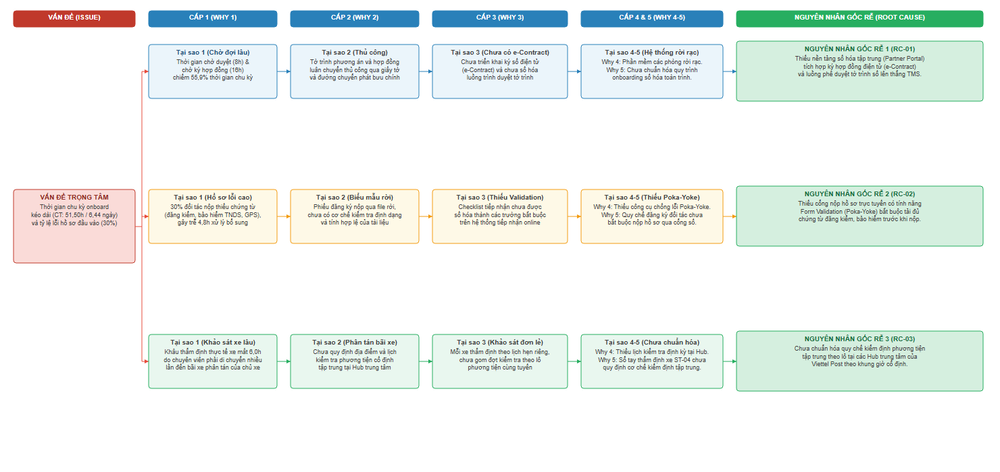 VẤN ĐỀ (ISSUE)
CẤP 1 (WHY 1)
CẤP 2 (WHY 2)
CẤP 3 (WHY 3)
CẤP 4 & 5 (WHY 4-5)
NGUYÊN NHÂN GỐC RỄ (ROOT CAUSE)
Tại sao 1 (Chờ đợi lâu)
Thời gian chờ duyệt (8h) &
chờ ký hợp đồng (16h)
chiếm 55,9% thời gian chu kỳ
Tại sao 2 (Thủ công)
Tờ trình phương án và hợp đồng
luân chuyển thủ công qua giấy tờ
và đường chuyển phát bưu chính
Tại sao 3 (Chưa có e-Contract)
Chưa triển khai ký số điện tử
(e-Contract) và chưa số hóa
luồng trình duyệt tờ trình
Tại sao 4-5 (Hệ thống rời rạc)
Why 4: Phần mềm các phòng rời rạc.
Why 5: Chưa chuẩn hóa quy trình
onboarding số hóa toàn trình.
NGUYÊN NHÂN GỐC RỄ 1 (RC-01)
Thiếu nền tảng số hóa tập trung (Partner Portal)
tích hợp ký hợp đồng điện tử (e-Contract)
và luồng phê duyệt tờ trình số lên thẳng TMS.
VẤN ĐỀ TRỌNG TÂM
Thời gian chu kỳ onboard
kéo dài (CT: 51,50h / 6,44 ngày)
và tỷ lệ lỗi hồ sơ đầu vào (30%)
Tại sao 1 (Hồ sơ lỗi cao)
30% đối tác nộp thiếu chứng từ
(đăng kiểm, bảo hiểm TNDS, GPS),
gây trễ 4,8h xử lý bổ sung
Tại sao 2 (Biểu mẫu rời)
Phiếu đăng ký nộp qua file rời,
chưa có cơ chế kiểm tra định dạng
và tính hợp lệ của tài liệu
Tại sao 3 (Thiếu Validation)
Checklist tiếp nhận chưa được
số hóa thành các trường bắt buộc
trên hệ thống tiếp nhận online
Tại sao 4-5 (Thiếu Poka-Yoke)
Why 4: Thiếu công cụ chống lỗi Poka-Yoke.
Why 5: Quy chế đăng ký đối tác chưa
bắt buộc nộp hồ sơ qua cổng số.
NGUYÊN NHÂN GỐC RỄ 2 (RC-02)
Thiếu cổng nộp hồ sơ trực tuyến có tính năng
Form Validation (Poka-Yoke) bắt buộc tải đủ
chứng từ đăng kiểm, bảo hiểm trước khi nộp.
Tại sao 1 (Khảo sát xe lâu)
Khâu thẩm định thực tế xe mất 6,0h
do chuyên viên phải di chuyển nhiều
lần đến bãi xe phân tán của chủ xe
Tại sao 2 (Phân tán bãi xe)
Chưa quy định địa điểm và lịch
kiểm tra phương tiện cố định
tập trung tại Hub trung tâm
Tại sao 3 (Khảo sát đơn lẻ)
Mỗi xe thẩm định theo lịch hẹn riêng,
chưa gom đợt kiểm tra theo lô
phương tiện cùng tuyến
Tại sao 4-5 (Chưa chuẩn hóa)
Why 4: Thiếu lịch kiểm tra định kỳ tại Hub.
Why 5: Sổ tay thẩm định xe ST-04 chưa
quy định cơ chế kiểm định tập trung.
NGUYÊN NHÂN GỐC RỄ 3 (RC-03)
Chưa chuẩn hóa quy chế kiểm định phương tiện
tập trung theo lô tại các Hub trung tâm của
Viettel Post theo khung giờ cố định.